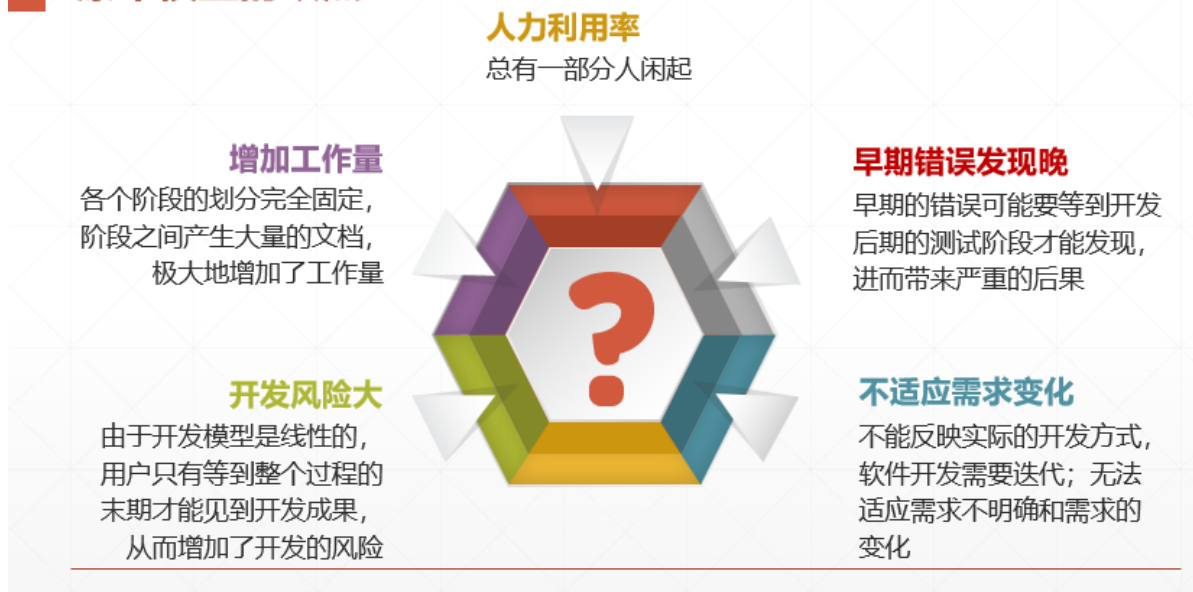 人力利用率
总有一部分人闲起
增加工作量
各个阶段的划分完全固定，
阶段之间产生大量的文档，
极大地增加了工作量
早期错误发现晚
早期的错误可能要等到开发
后期的测试阶段才能发现，
进而带来严重的后果
?
开发风险大
由于开发模型是线性的，
用户只有等到整个过程的
末期才能见到开发成果，
从而增加了开发的风险
不适应需求变化
不能反映实际的开发方式，
软件开发需要迭代；无法
适应需求不明确和需求的
变化